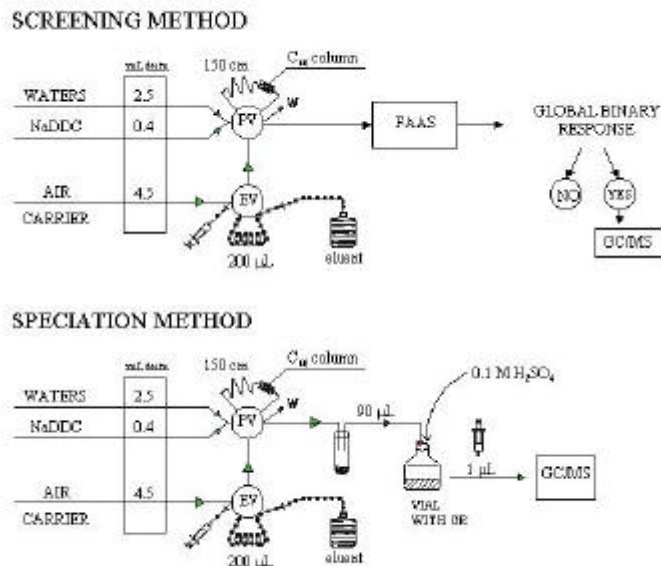 SCREENING METHOD
mL/min
150 cm
C18 column
WATERS 2.5
NaDDC 0.4
PV
W
FAAS
GLOBAL BINARY
RESPONSE
NO
YES
GC/MS
AIR 4.5
CARRIER
EV
200 µL
eluent
SPECIATION METHOD
mL/min
150 cm
C18 column
WATERS 2.5
NaDDC 0.4
PV
W
90 µL
0.1 M H2SO4
1 µL
GC/MS
AIR 4.5
CARRIER
EV
200 µL
eluent
VIAL
WITH